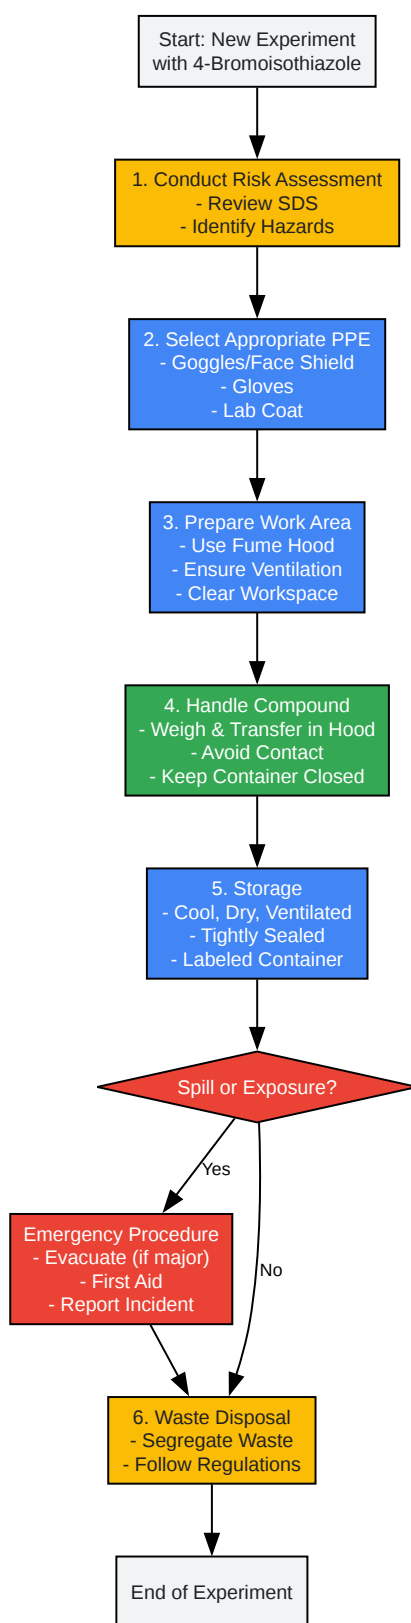 Start: New Experiment
with 4-Bromoisothiazole
1. Conduct Risk Assessment
- Review SDS
- Identify Hazards
2. Select Appropriate PPE
- Goggles/Face Shield
- Gloves
- Lab Coat
3. Prepare Work Area
- Use Fume Hood
- Ensure Ventilation
- Clear Workspace
4. Handle Compound
- Weigh & Transfer in Hood
- Avoid Contact
- Keep Container Closed
5. Storage
- Cool, Dry, Ventilated
- Tightly Sealed
- Labeled Container
Spill or Exposure?
Yes
Emergency Procedure
- Evacuate (if major)
- First Aid
- Report Incident
No
6. Waste Disposal
- Segregate Waste
- Follow Regulations
End of Experiment